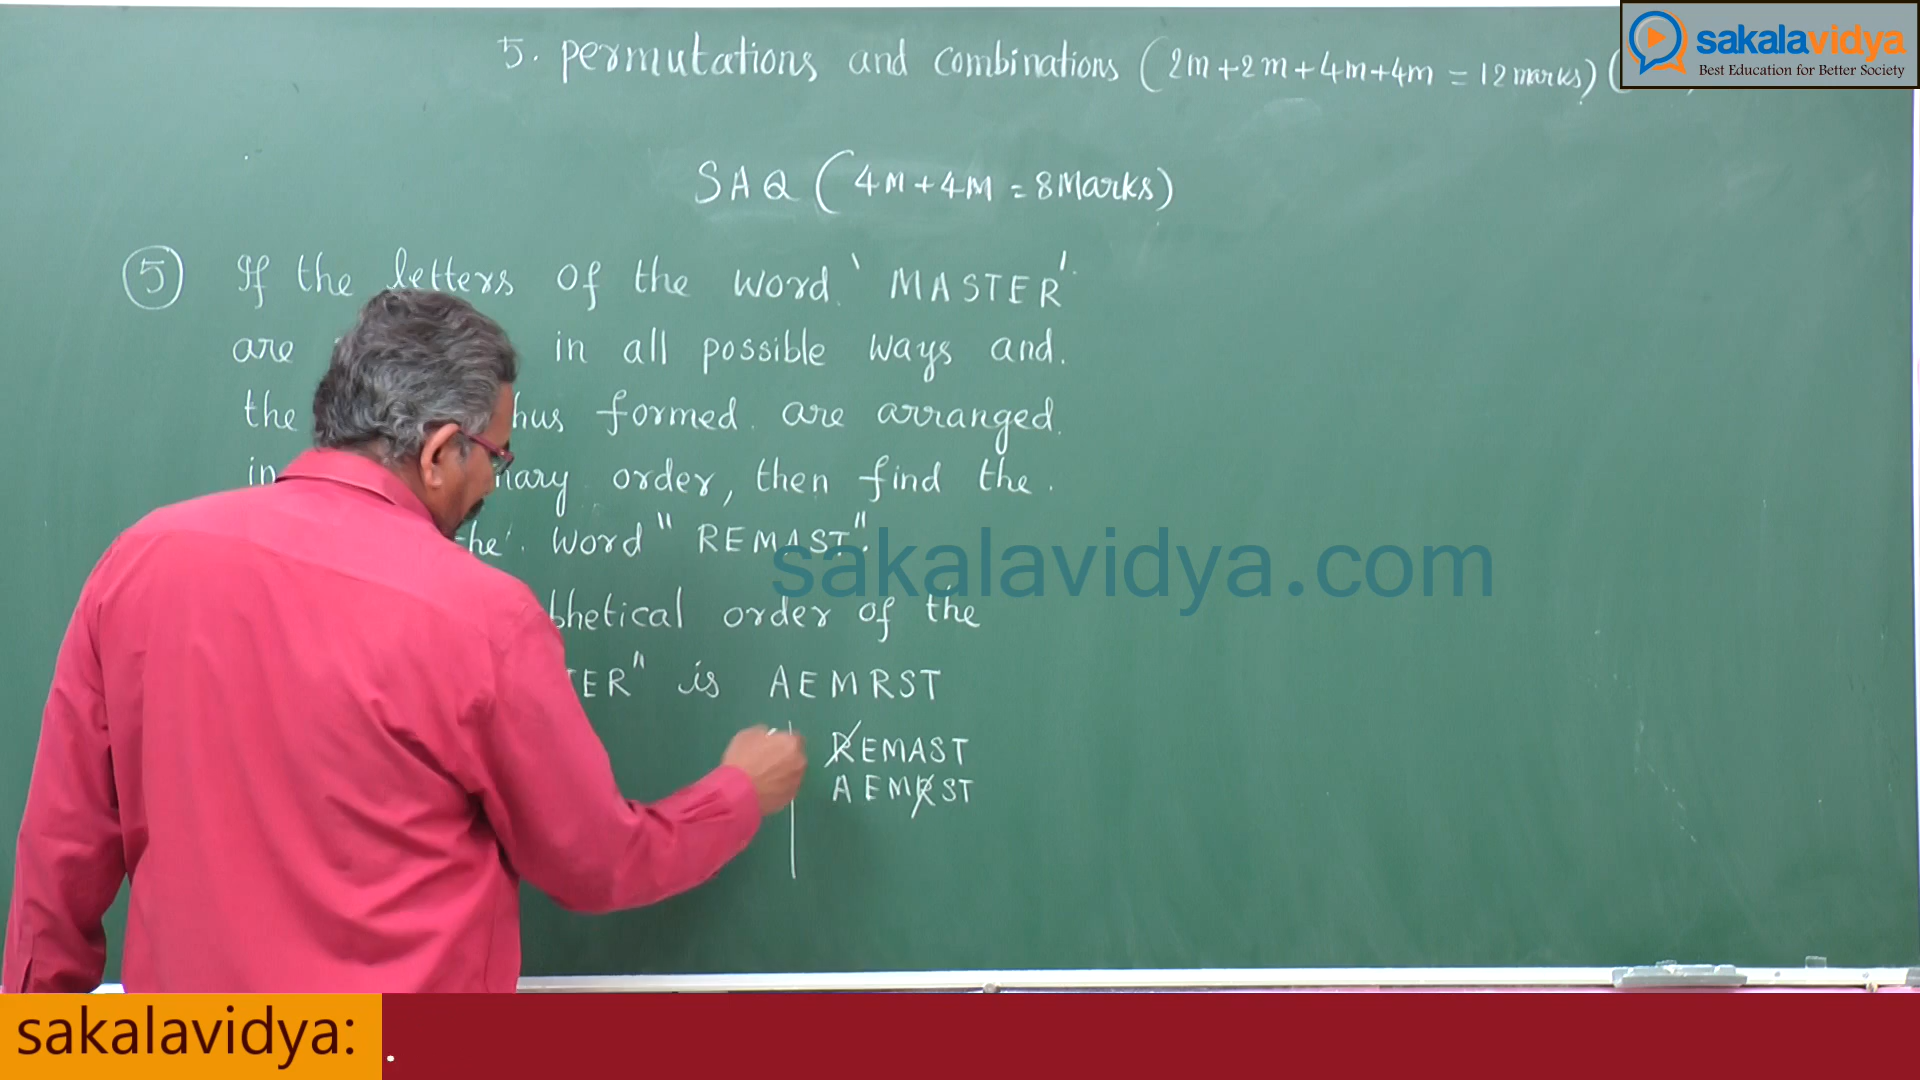 5. permutations and combinations (2m+2m+4m+4m = 12marks) (
sakalavidya
Best Education for Better Society
SAQ (4M+4M = 8Marks)
5 If the letters of the word 'MASTER'
are in all possible ways and.
the hus formed are arranged.
in nary order, then find the.
the word "REMAST".
sakalavidya.com
bhetical order of the
TER" is AEMRST
REMAST
AEMRST
sakalavidya: .